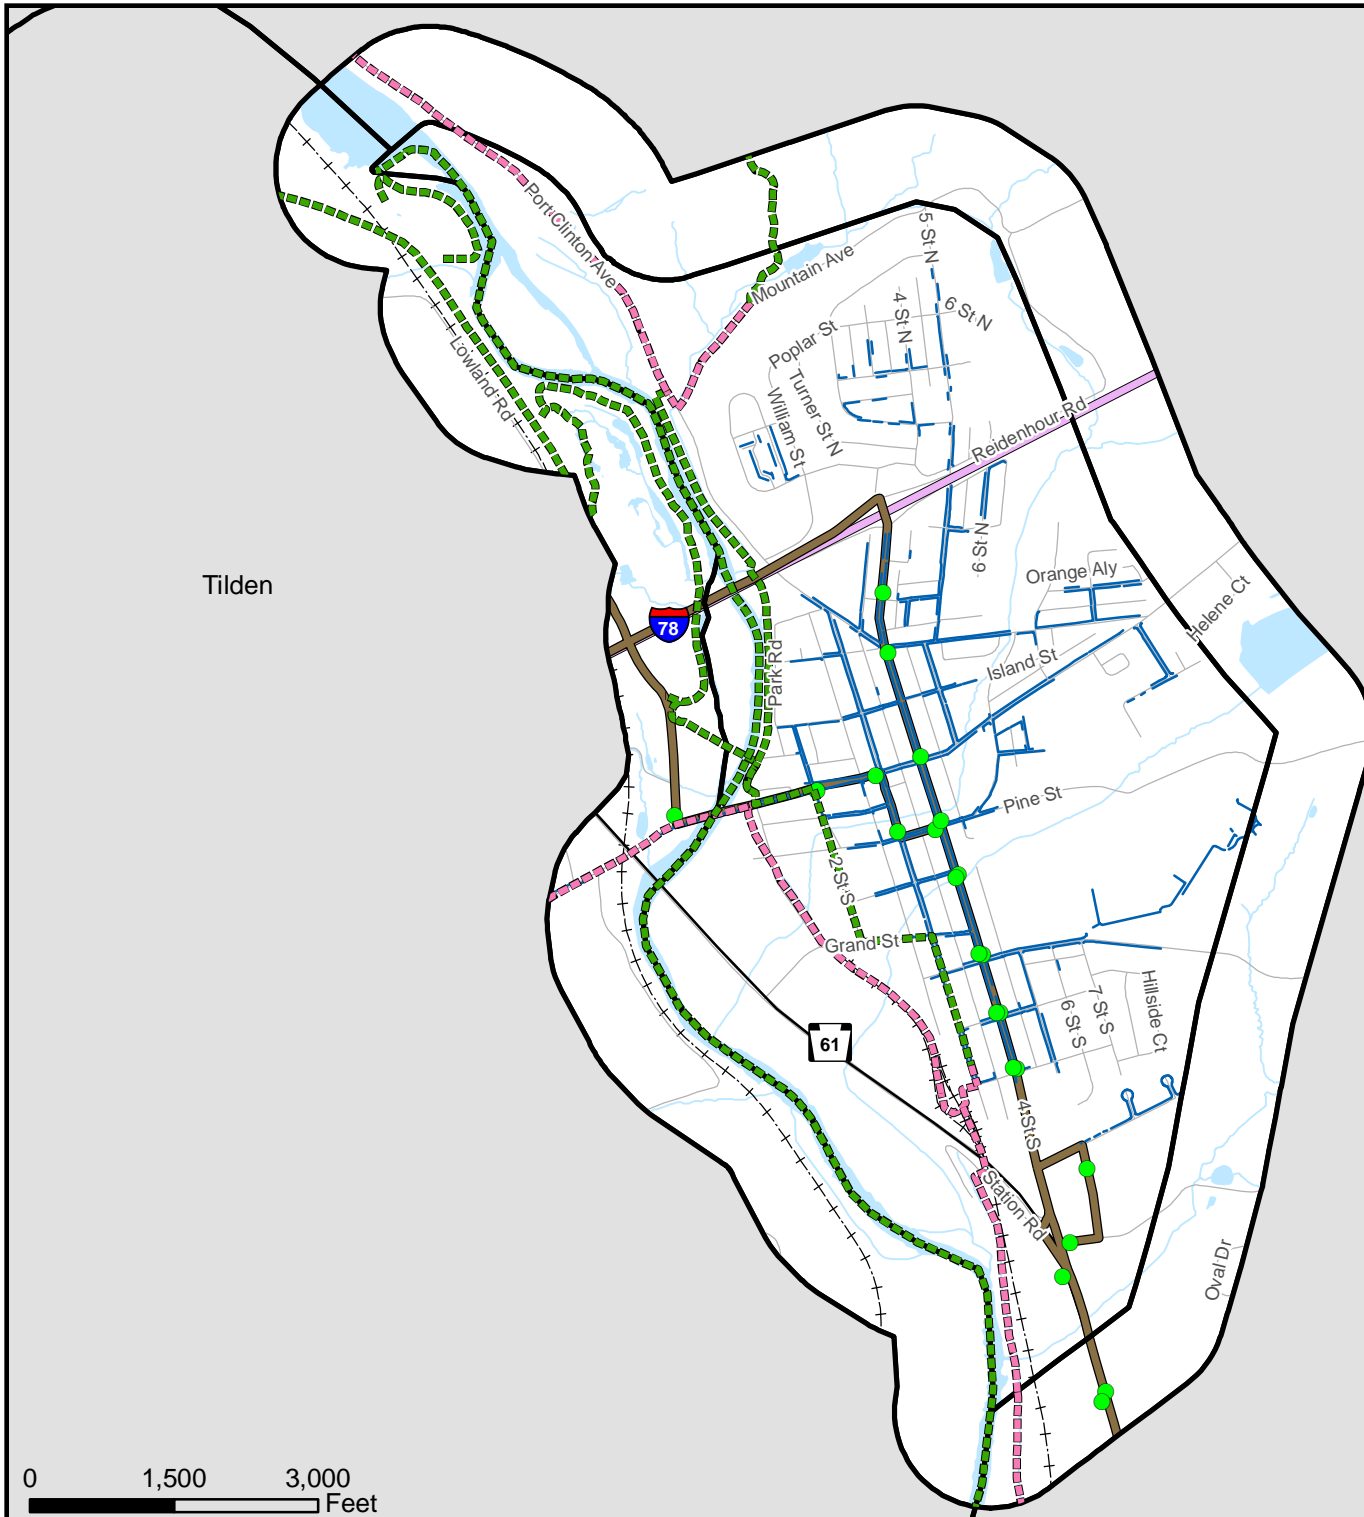 5 St N
Port Clinton Ave
Mountain Ave
4 St N
6 St N
Poplar St
Lowland Rd
Turner St N
William St
Reidenhour Rd
6 St N
Orange Aly
Tilden
Helene Ct
78
Park Rd
Island St
Pine St
2 St S
Grand St
Hillside Ct
7 St S
6 St S
61
4 St S
Station Rd
Oval Dr
0 1,500 3,000
Feet